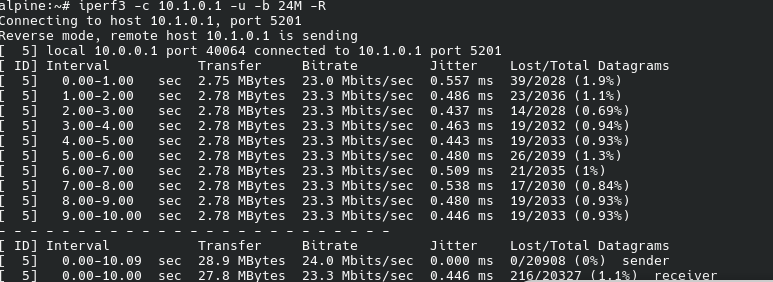 alpine:~# iperf3 -c 10.1.0.1 -u -b 24M -R
Connecting to host 10.1.0.1, port 5201
Reverse mode, remote host 10.1.0.1 is sending
[  5] local 10.0.0.1 port 40064 connected to 10.1.0.1 port 5201
[ ID] Interval           Transfer     Bitrate         Jitter    Lost/Total Datagrams
[  5]   0.00-1.00   sec  2.75 MBytes  23.0 Mbits/sec  0.557 ms  39/2028 (1.9%)
[  5]   1.00-2.00   sec  2.78 MBytes  23.3 Mbits/sec  0.486 ms  23/2036 (1.1%)
[  5]   2.00-3.00   sec  2.78 MBytes  23.3 Mbits/sec  0.437 ms  14/2028 (0.69%)
[  5]   3.00-4.00   sec  2.78 MBytes  23.3 Mbits/sec  0.463 ms  19/2032 (0.94%)
[  5]   4.00-5.00   sec  2.78 MBytes  23.3 Mbits/sec  0.443 ms  19/2033 (0.93%)
[  5]   5.00-6.00   sec  2.78 MBytes  23.3 Mbits/sec  0.480 ms  26/2039 (1.3%)
[  5]   6.00-7.00   sec  2.78 MBytes  23.3 Mbits/sec  0.509 ms  21/2035 (1%)
[  5]   7.00-8.00   sec  2.78 MBytes  23.3 Mbits/sec  0.538 ms  17/2030 (0.84%)
[  5]   8.00-9.00   sec  2.78 MBytes  23.3 Mbits/sec  0.480 ms  19/2033 (0.93%)
[  5]   9.00-10.00  sec  2.78 MBytes  23.3 Mbits/sec  0.446 ms  19/2033 (0.93%)
- - - - - - - - - - - - - - - - - - - - - - - - -
[ ID] Interval           Transfer     Bitrate         Jitter    Lost/Total Datagrams
[  5]   0.00-10.09  sec  28.9 MBytes  24.0 Mbits/sec  0.000 ms  0/20908 (0%)  sender
[  5]   0.00-10.00  sec  27.8 MBytes  23.3 Mbits/sec  0.446 ms  216/20327 (1.1%)  receiver